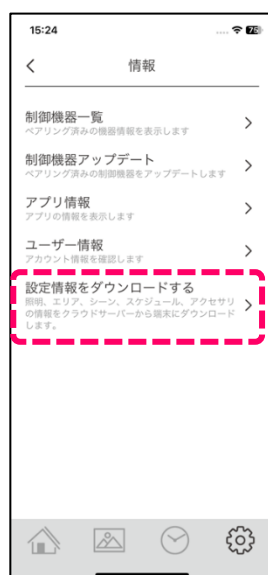 15:24
75
情報
制御機器一覧
ペアリング済みの機器情報を表示します
制御機器アップデート
ペアリング済みの制御機器をアップデートします
アプリ情報
アプリの情報を表示します
ユーザー情報
アカウント情報を確認します
設定情報をダウンロードする
照明、エリア、シーン、スケジュール、アクセサリ
の情報をクラウドサーバーから端末にダウンロード
します。